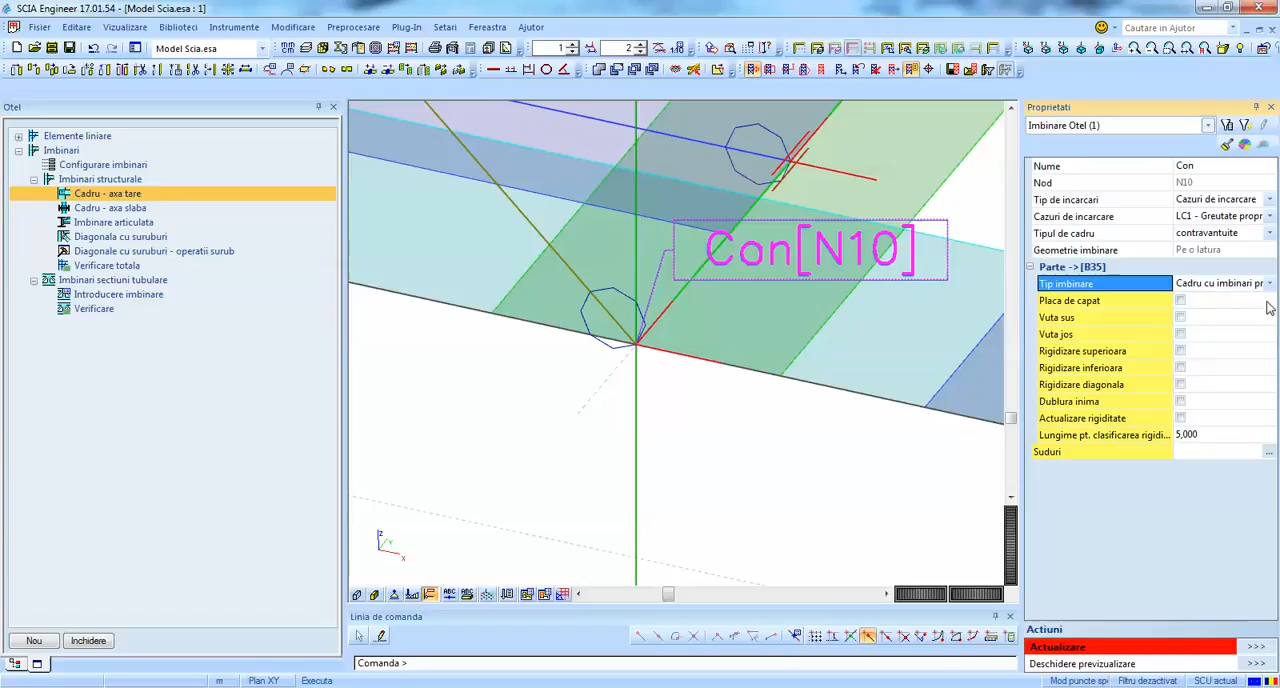 SCIA Engineer 17.01.54 - [Model Scia.esa : 1]
Fisier Editare Vizualizare Biblioteci Instrumente Modificare Preprocesare Plug-In Setari Fereastra Ajutor
Cautare in Ajutor
Model Scia.esa
1
2
Otel
Elemente liniare
Imbinari
Configurare imbinari
Imbinari structurale
Cadru - axa tare
Cadru - axa slaba
Imbinare articulata
Diagonala cu suruburi
Diagonale cu suruburi - operatii surub
Verificare totala
Imbinari sectiuni tubulare
Introducere imbinare
Verificare
Nou
Inchidere
Con[N10]
z
y
x
Linia de comanda
Comanda >
Proprietati
Imbinare Otel (1)
Nume Con
Nod N10
Tip de incarcari Cazuri de incarcare
Cazuri de incarcare LC1 - Greutate propr
Tipul de cadru contravantuite
Geometrie imbinare Pe o latura
Parte ->[B35]
Tip imbinare Cadru cu imbinari pr
Placa de capat
Vuta sus
Vuta jos
Rigidizare superioara
Rigidizare inferioara
Rigidizare diagonala
Dublura inima
Actualizare rigiditate
Lungime pt. clasificarea rigidi... 5,000
Suduri ...
Actiuni
Actualizare >>>
Deschidere previzualizare >>>
m Plan XY Executa Mod puncte sp Filtru dezactivat SCU actual